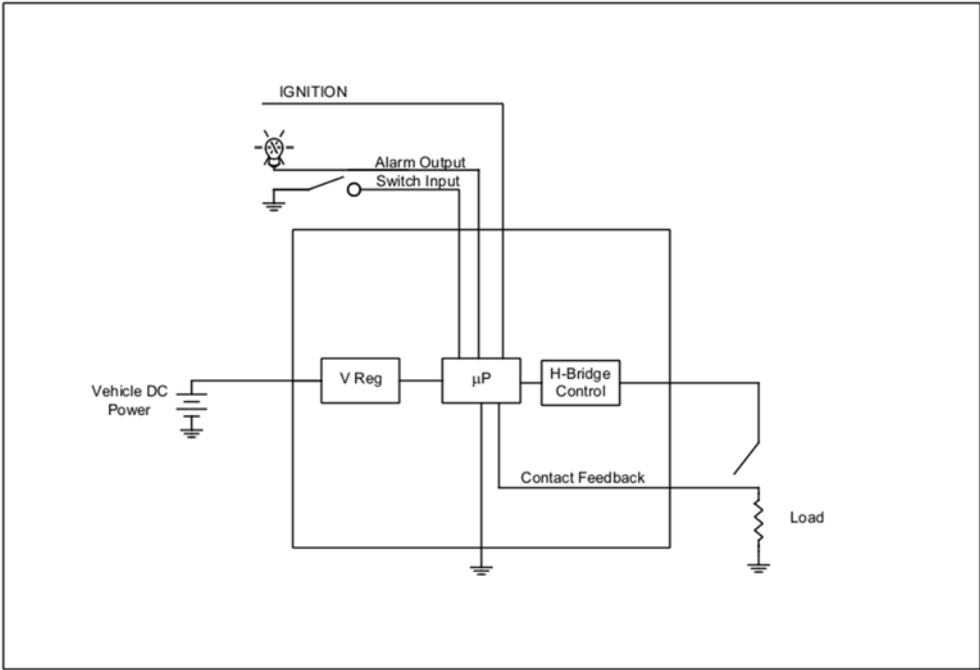 IGNITION
Alarm Output
Switch Input
V Reg
μP
H-Bridge
Control
Vehicle DC
Power
Contact Feedback
Load